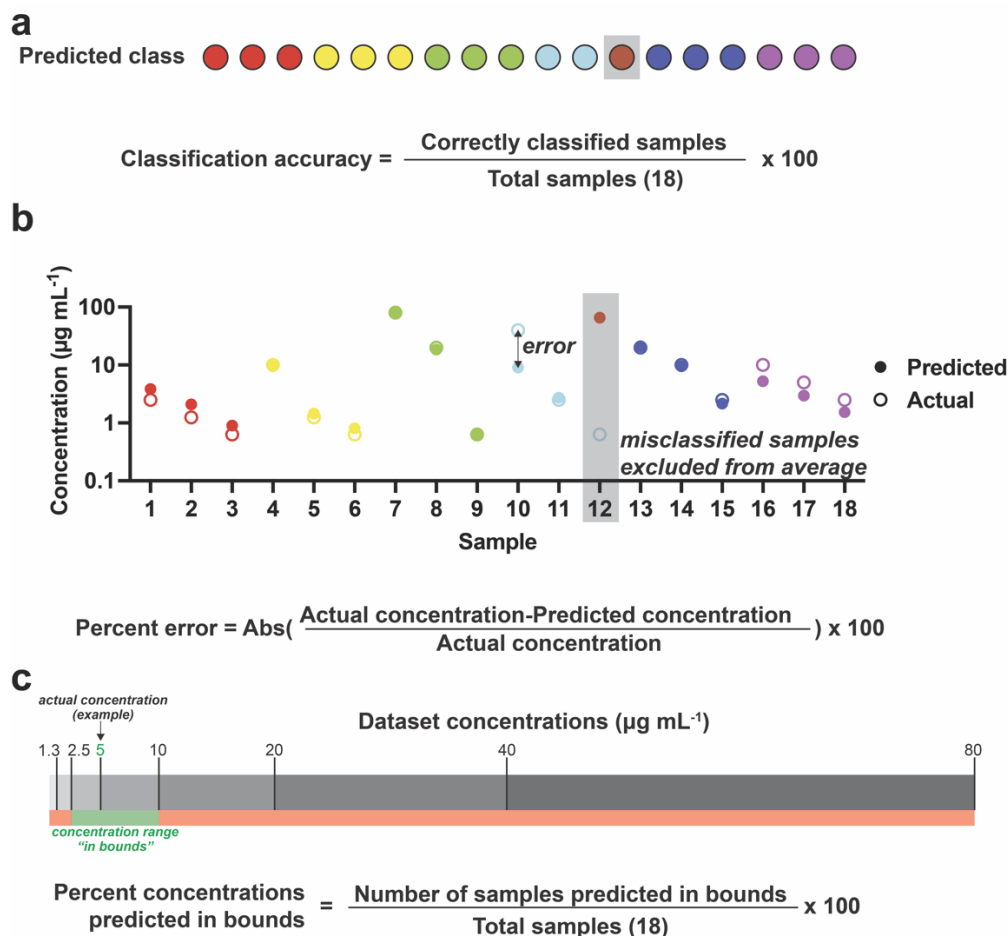 a
Predicted class
Classification accuracy = Correctly classified samples x 100
Total samples (18)
b
Concentration (µg mL⁻¹)
100
10
1
0.1
error
Predicted
Actual
misclassified samples
excluded from average
1 2 3 4 5 6 7 8 9 10 11 12 13 14 15 16 17 18
Sample
Percent error = Abs( Actual concentration-Predicted concentration ) x 100
Actual concentration
c
actual concentration
(example)
Dataset concentrations (µg mL⁻¹)
1.3 2.5 5 10 20 40 80
concentration range
"in bounds"
Percent concentrations
predicted in bounds
= Number of samples predicted in bounds x 100
Total samples (18)